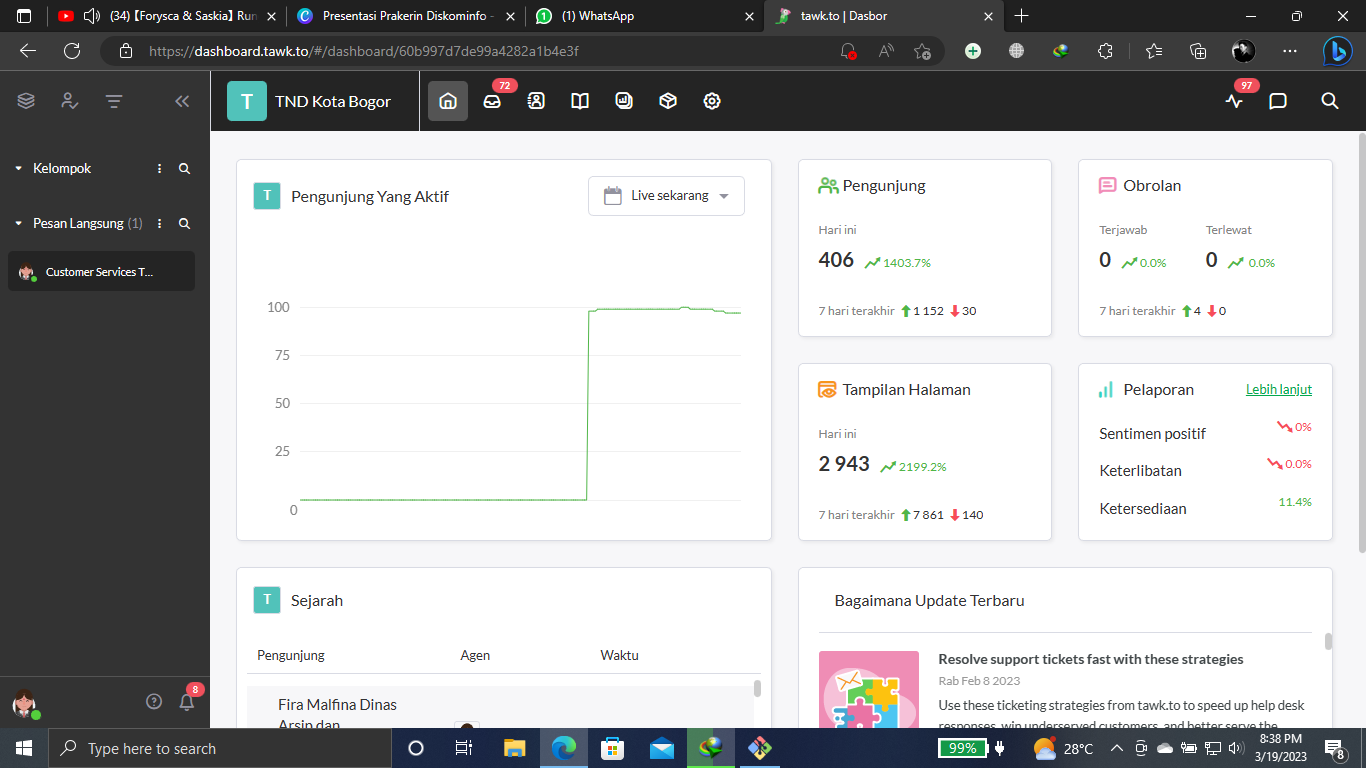 (34) 【Forysca & Saskia】 Run
Presentasi Prakerin Diskominfo -
(1) WhatsApp
tawk.to | Dasbor
https://dashboard.tawk.to/#/dashboard/60b997d7de99a4282a1b4e3f
T
TND Kota Bogor
72
97
Kelompok
Pesan Langsung (1)
Customer Services T...
T
Pengunjung Yang Aktif
Live sekarang
100
75
50
25
0
Pengunjung
Hari ini
406 1403.7%
7 hari terakhir 1 152 30
Obrolan
Terjawab Terlewat
0 0.0% 0 0.0%
7 hari terakhir 4 0
Tampilan Halaman
Hari ini
2 943 2199.2%
7 hari terakhir 7 861 140
Pelaporan Lebih lanjut
Sentimen positif 0%
Keterlibatan 0.0%
Ketersediaan 11.4%
T
Sejarah
Pengunjung Agen Waktu
Fira Malfina Dinas
Arsip dan
Bagaimana Update Terbaru
Resolve support tickets fast with these strategies
Rab Feb 8 2023
Use these ticketing strategies from tawk.to to speed up help desk
responses, win underserved customers, and better serve the
8
Type here to search
99%
28°C
8:38 PM
3/19/2023
8